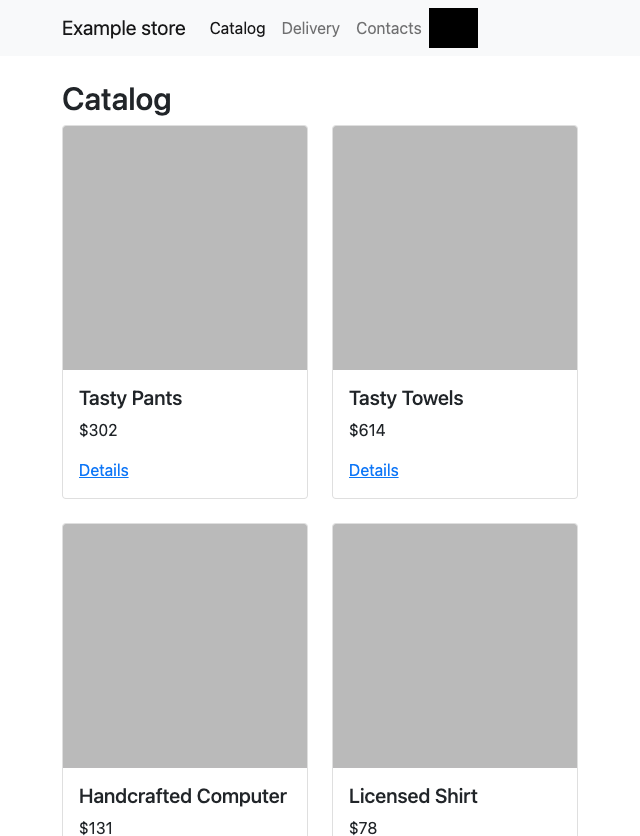 Example store Catalog Delivery Contacts
Catalog
Tasty Pants
$302
Details
Tasty Towels
$614
Details
Handcrafted Computer
$131
Licensed Shirt
$78